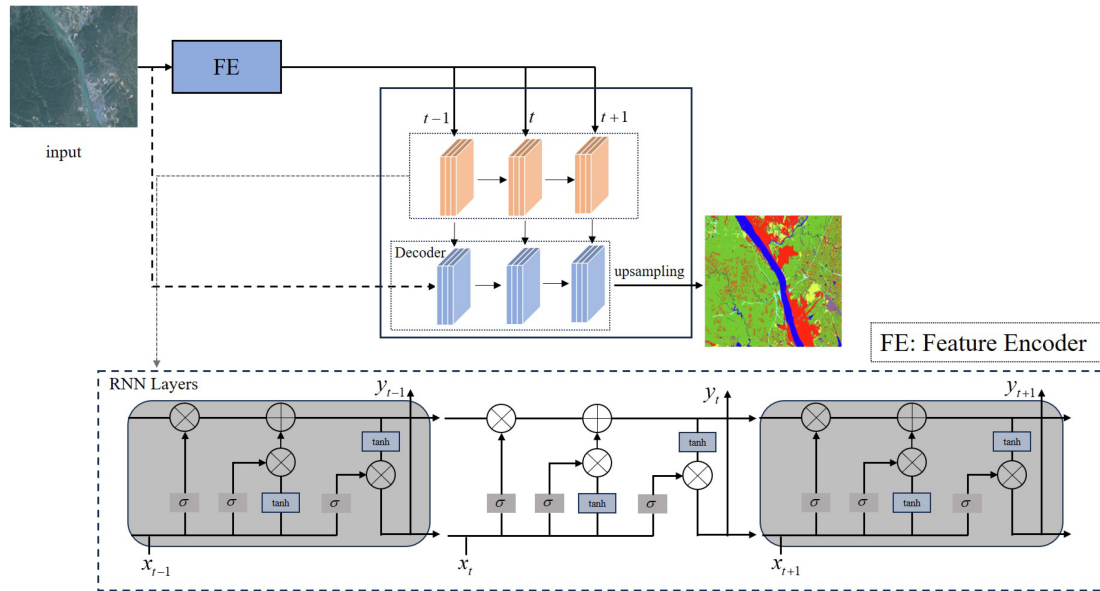 FE
input
t-1
t
t+1
Decoder
upsampling
FE: Feature Encoder
RNN Layers
y_{t-1}
y_t
y_{t+1}
tanh
tanh
tanh
σ
σ
tanh
σ
σ
σ
tanh
σ
σ
σ
tanh
σ
x_{t-1}
x_t
x_{t+1}